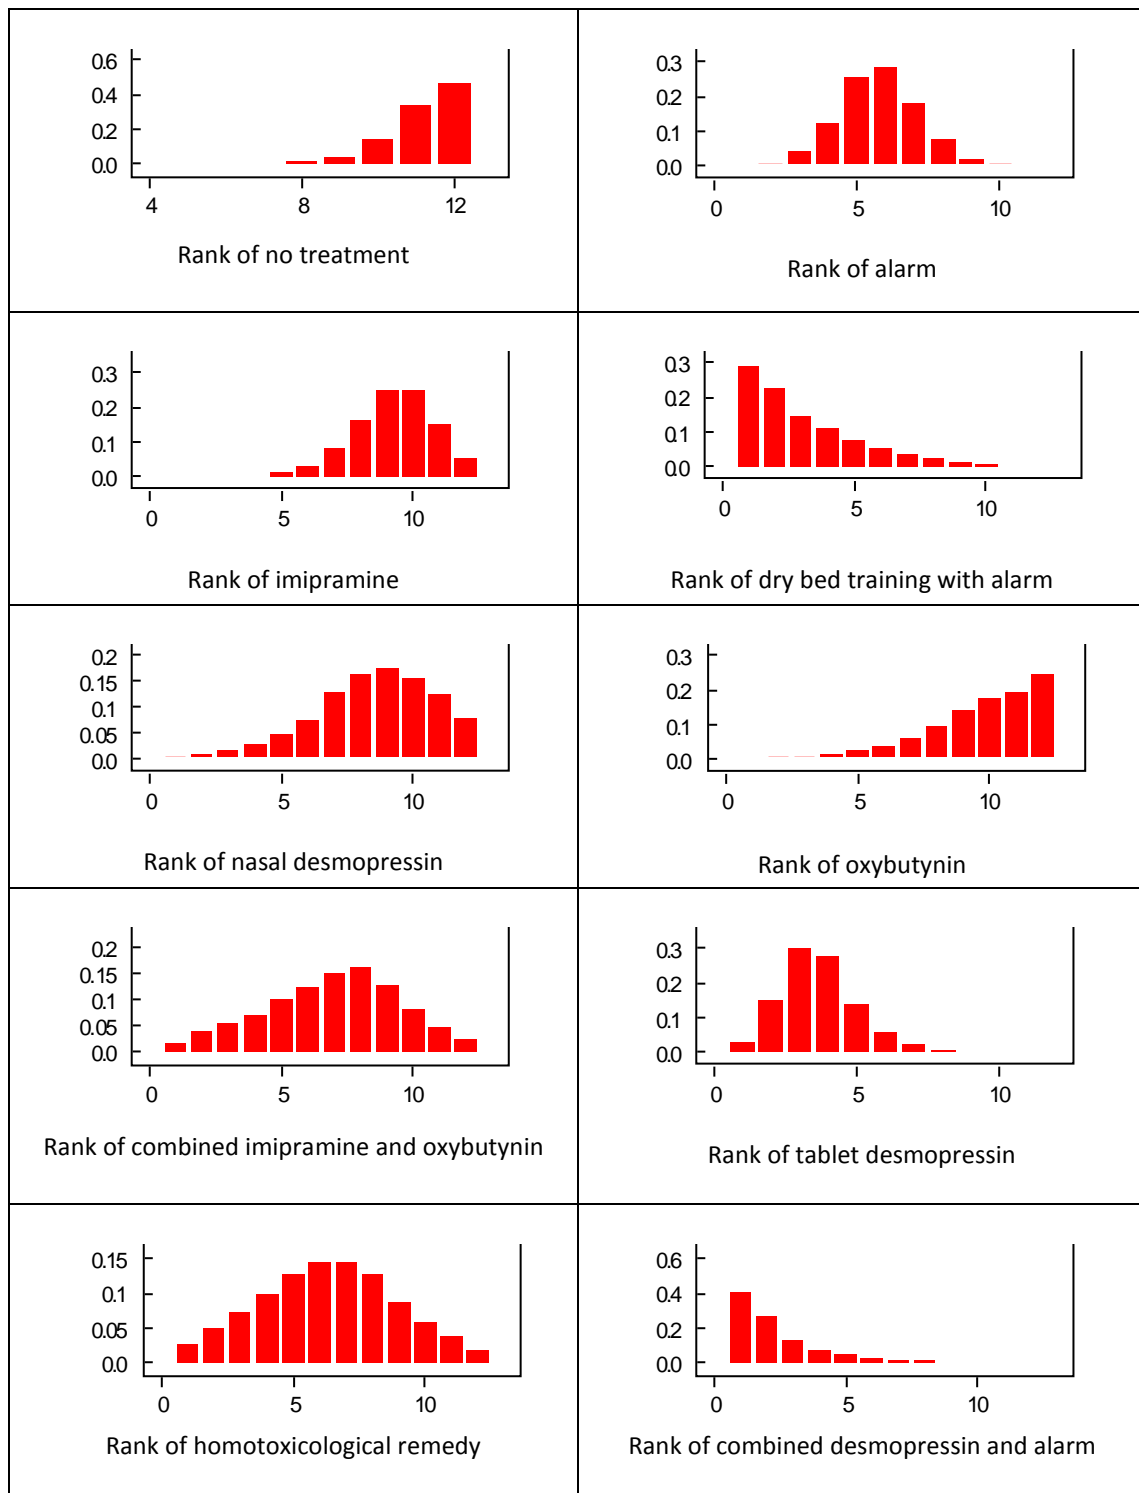 0.6
0.4
0.2
0.0
4 8 12
Rank of no treatment
0.3
0.2
0.1
0.0
0 5 10
Rank of alarm
0.3
0.2
0.1
0.0
0 5 10
Rank of imipramine
0.3
0.2
0.1
0.0
0 5 10
Rank of dry bed training with alarm
0.2
0.15
0.1
0.05
0.0
0 5 10
Rank of nasal desmopressin
0.3
0.2
0.1
0.0
0 5 10
Rank of oxybutynin
0.2
0.15
0.1
0.05
0.0
0 5 10
Rank of combined imipramine and oxybutynin
0.3
0.2
0.1
0.0
0 5 10
Rank of tablet desmopressin
0.15
0.1
0.05
0.0
0 5 10
Rank of homotoxicological remedy
0.6
0.4
0.2
0.0
0 5 10
Rank of combined desmopressin and alarm